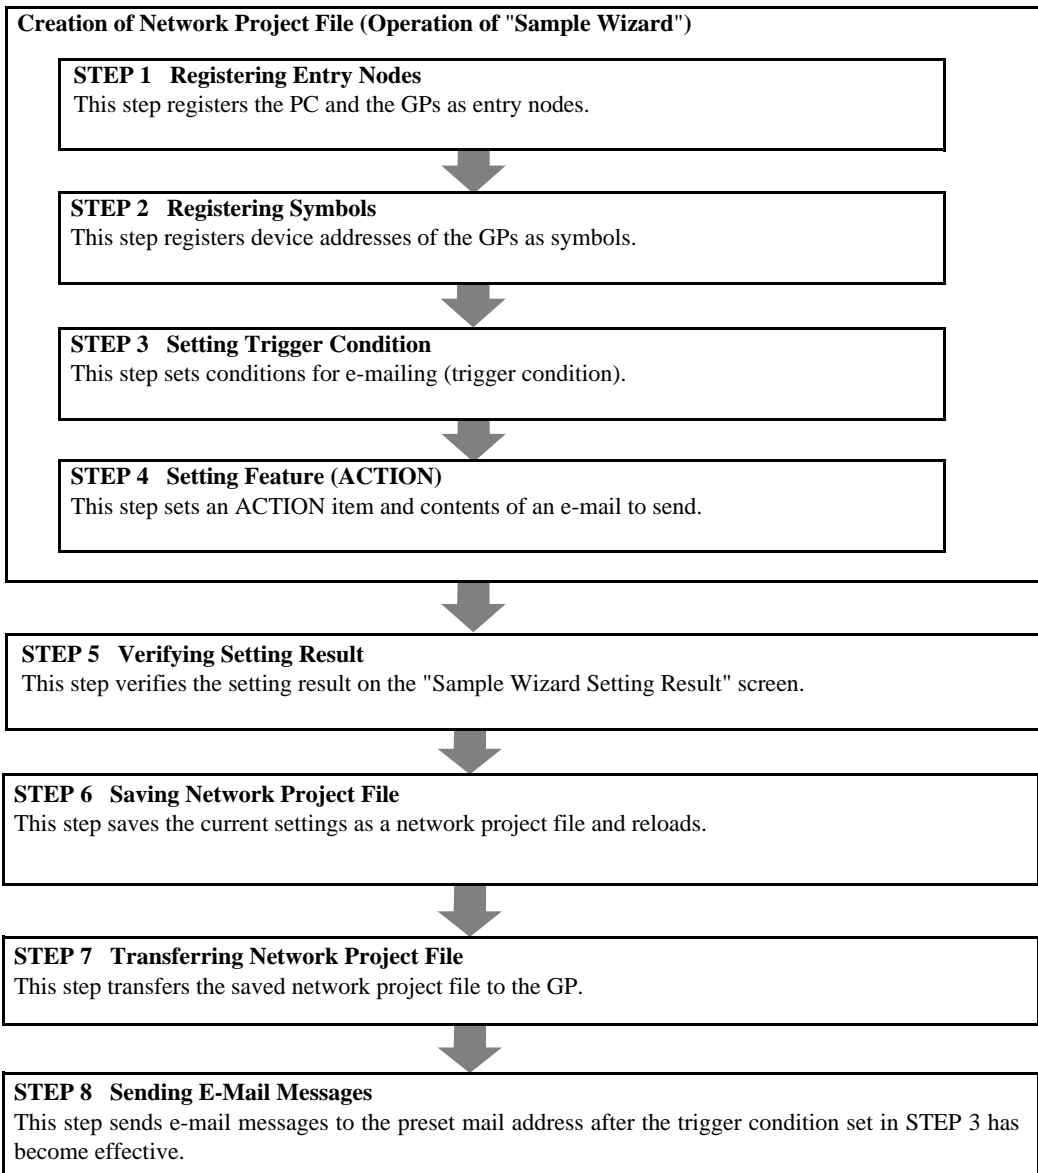 Creation of Network Project File (Operation of "Sample Wizard")
STEP 1 Registering Entry Nodes
This step registers the PC and the GPs as entry nodes.
STEP 2 Registering Symbols
This step registers device addresses of the GPs as symbols.
STEP 3 Setting Trigger Condition
This step sets conditions for e-mailing (trigger condition).
STEP 4 Setting Feature (ACTION)
This step sets an ACTION item and contents of an e-mail to send.
STEP 5 Verifying Setting Result
This step verifies the setting result on the "Sample Wizard Setting Result" screen.
STEP 6 Saving Network Project File
This step saves the current settings as a network project file and reloads.
STEP 7 Transferring Network Project File
This step transfers the saved network project file to the GP.
STEP 8 Sending E-Mail Messages
This step sends e-mail messages to the preset mail address after the trigger condition set in STEP 3 has
become effective.